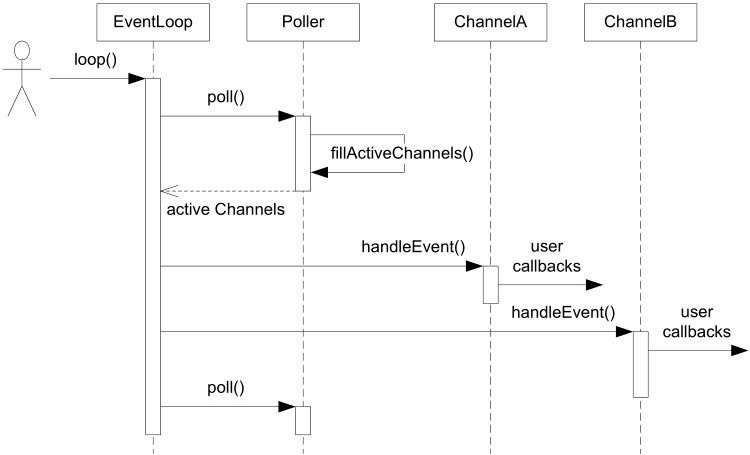 EventLoop
Poller
ChannelA
ChannelB
loop()
poll()
fillActiveChannels()
active Channels
handleEvent()
user
callbacks
handleEvent()
user
callbacks
poll()